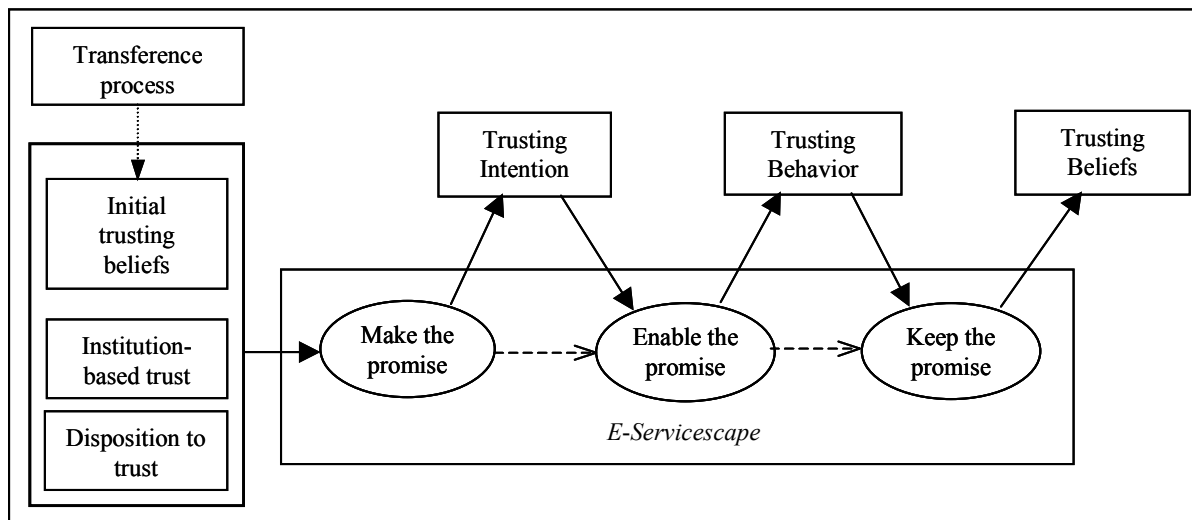 Transference
process
Initial
trusting
beliefs
Institution-
based trust
Disposition to
trust
Trusting
Intention
Trusting
Behavior
Trusting
Beliefs
Make the
promise
Enable the
promise
Keep the
promise
E-Servicescape